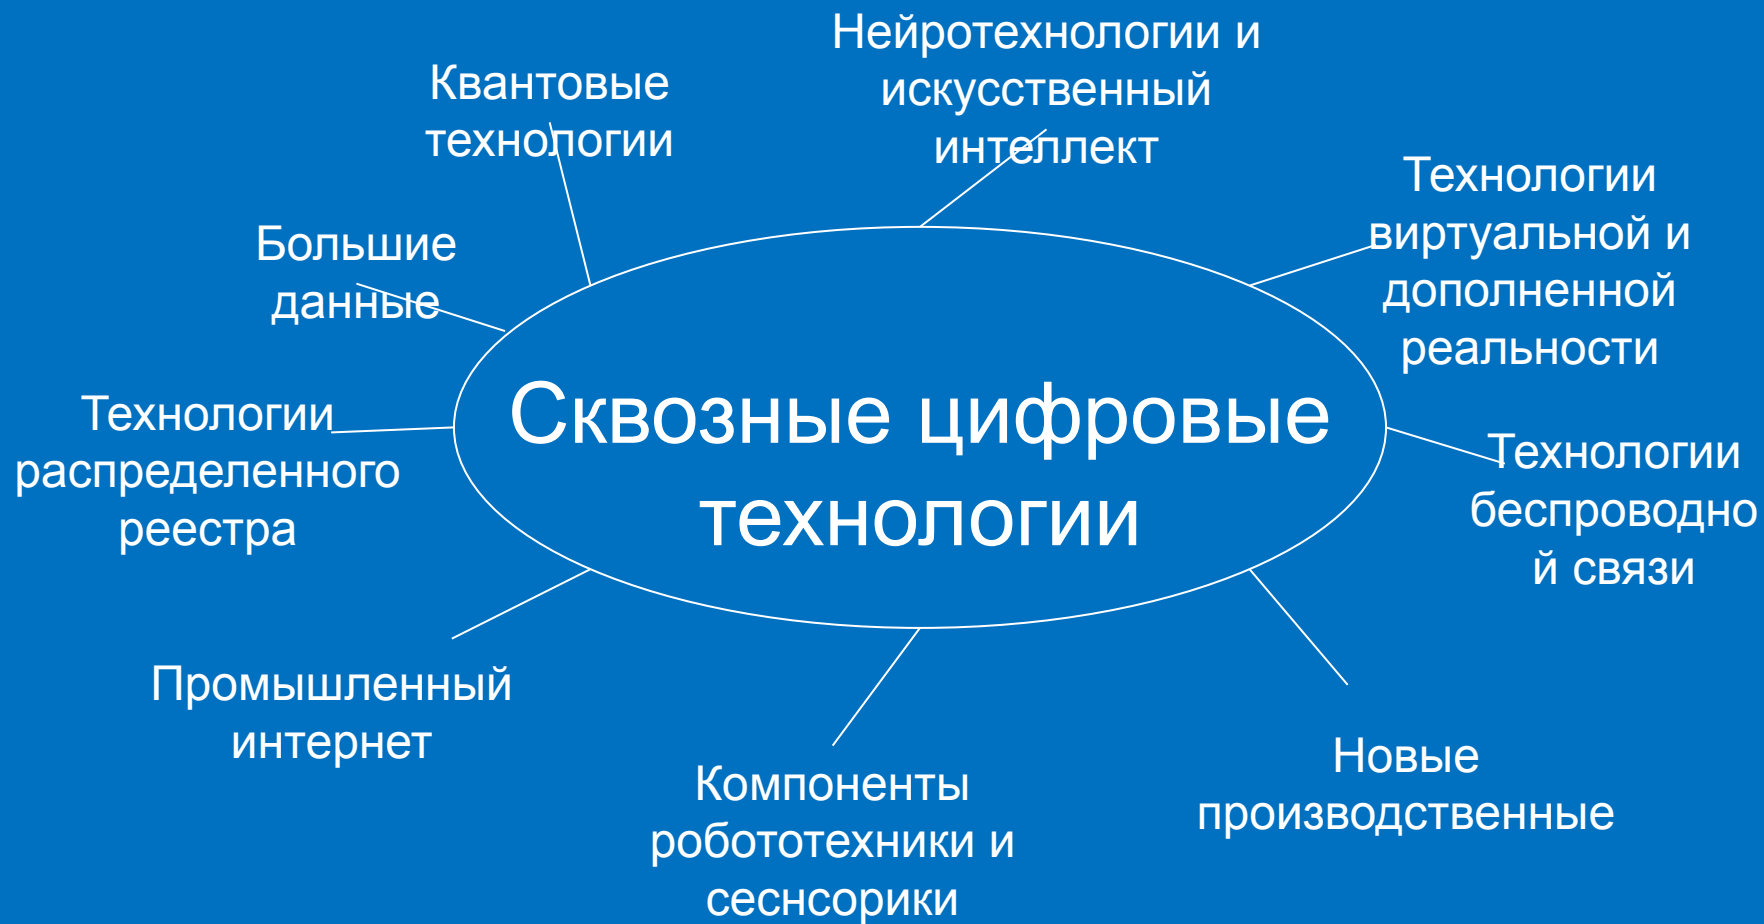 Нейротехнологии и
искусственный
интеллект
Квантовые
технологии
Технологии
виртуальной и
дополненной
реальности
Большие
данные
Сквозные цифровые
технологии
Технологии
распределенного
реестра
Технологии
беспроводно
й связи
Промышленный
интернет
Новые
производственные
Компоненты
робототехники и
сеснсорики